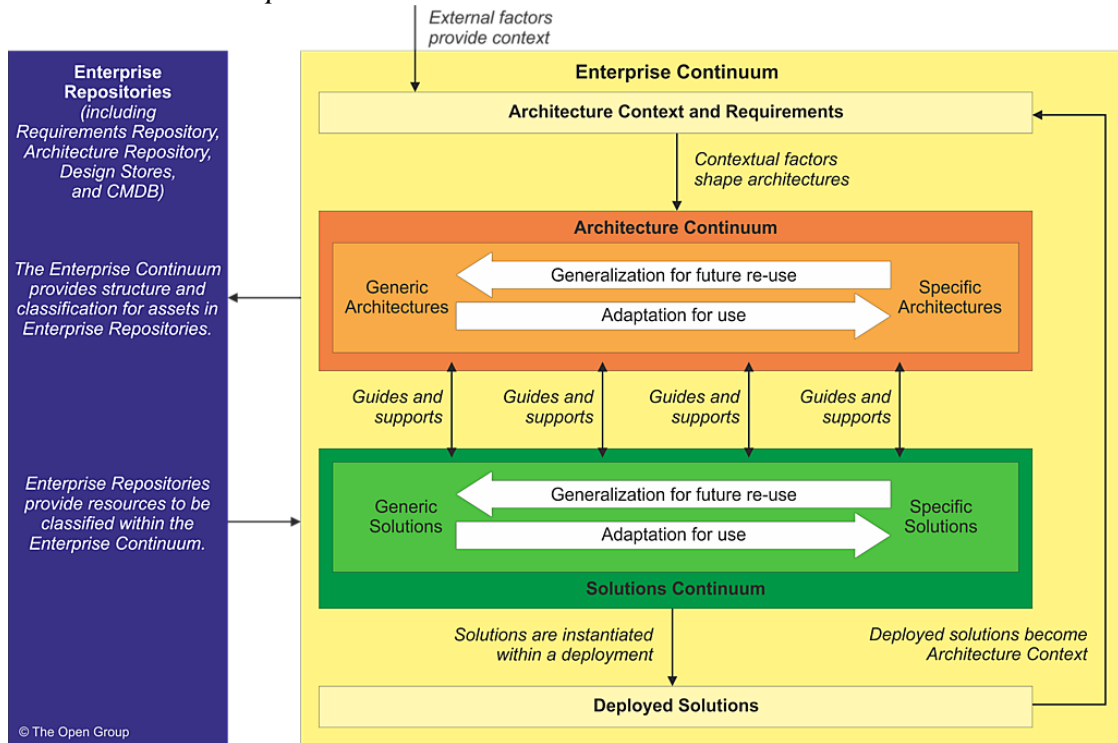 External factors
provide context
Enterprise
Repositories
(including
Requirements Repository,
Architecture Repository,
Design Stores,
and CMDB)
The Enterprise Continuum
provides structure and
classification for assets in
Enterprise Repositories.
Enterprise Repositories
provide resources to be
classified within the
Enterprise Continuum.
© The Open Group
Enterprise Continuum
Architecture Context and Requirements
Contextual factors
shape architectures
Architecture Continuum
Generic
Architectures
Generalization for future re-use
Adaptation for use
Specific
Architectures
Guides and
supports
Guides and
supports
Guides and
supports
Guides and
supports
Generic
Solutions
Generalization for future re-use
Adaptation for use
Specific
Solutions
Solutions Continuum
Solutions are instantiated
within a deployment
Deployed solutions become
Architecture Context
Deployed Solutions